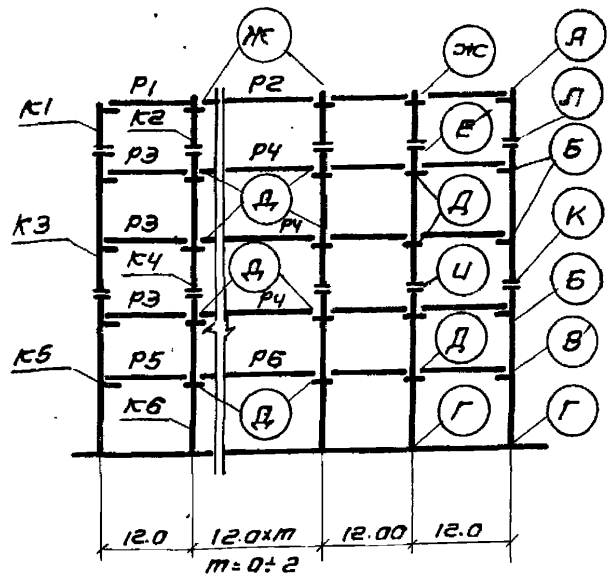 Ж Ж А
Р1 Р2
К1 К2 Е Л
Р3 Р4 Б
Д Р4 Д
К3 Р3 К
К4 Д И
Р3 Р4 Б
К5 Р5 Р6 Д В
К6 Д Г Г
12.0 12.0×m 12.00 12.0
m=0÷2